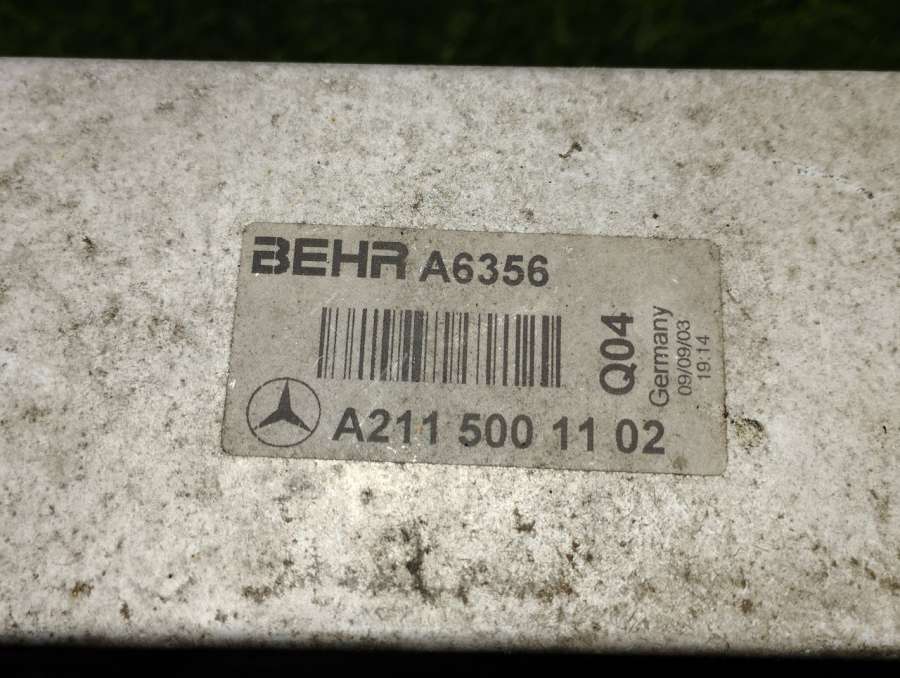 BEHR A6356
Q04
Germany
09/09/03
19:14
A211 500 11 02